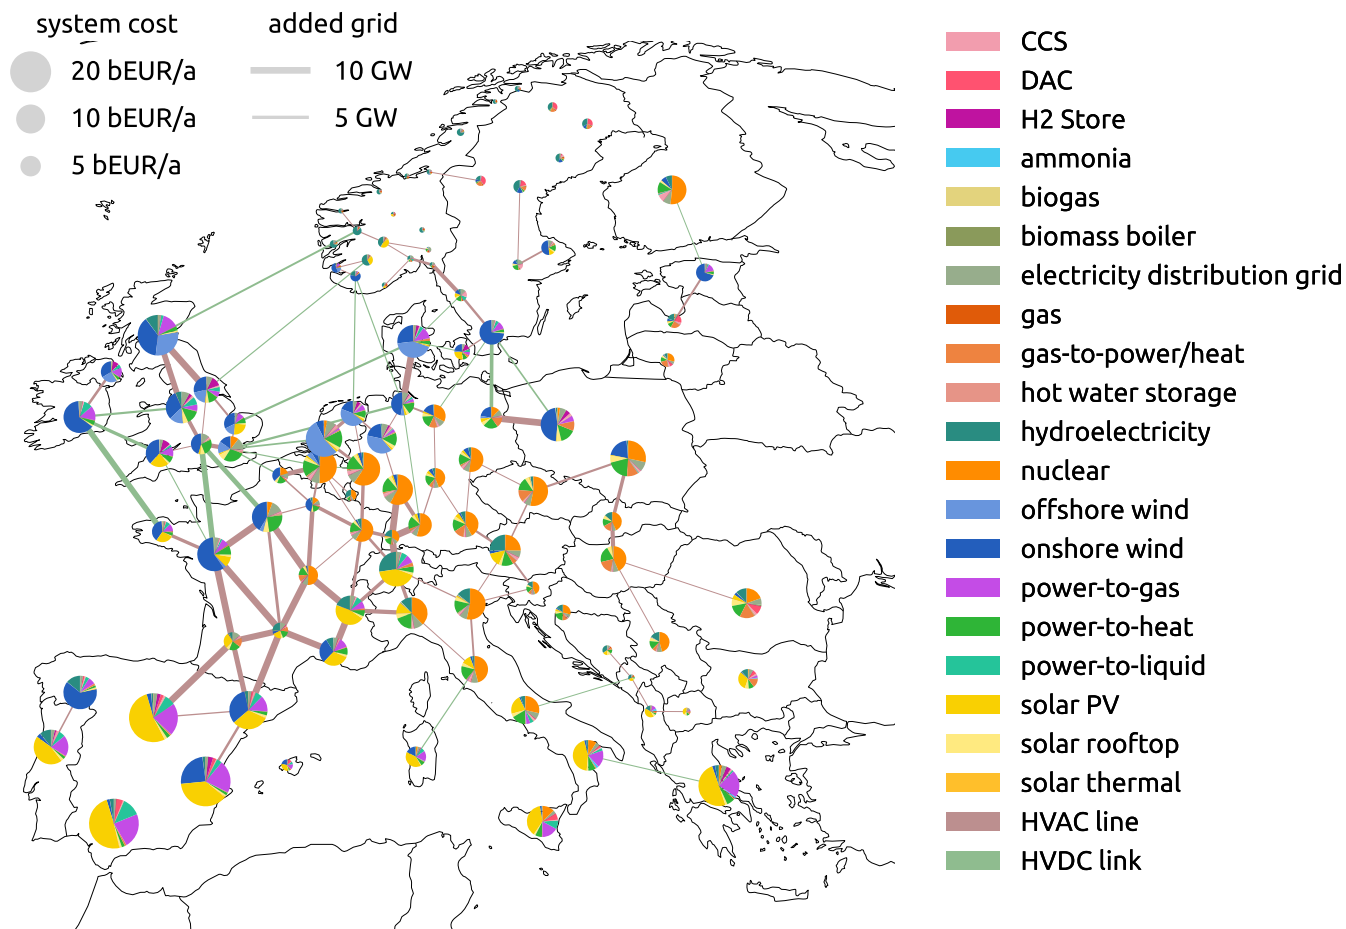 system cost
added grid
20 bEUR/a
10 GW
10 bEUR/a
5 GW
5 bEUR/a
CCS
DAC
H2 Store
ammonia
biogas
biomass boiler
electricity distribution grid
gas
gas-to-power/heat
hot water storage
hydroelectricity
nuclear
offshore wind
onshore wind
power-to-gas
power-to-heat
power-to-liquid
solar PV
solar rooftop
solar thermal
HVAC line
HVDC link